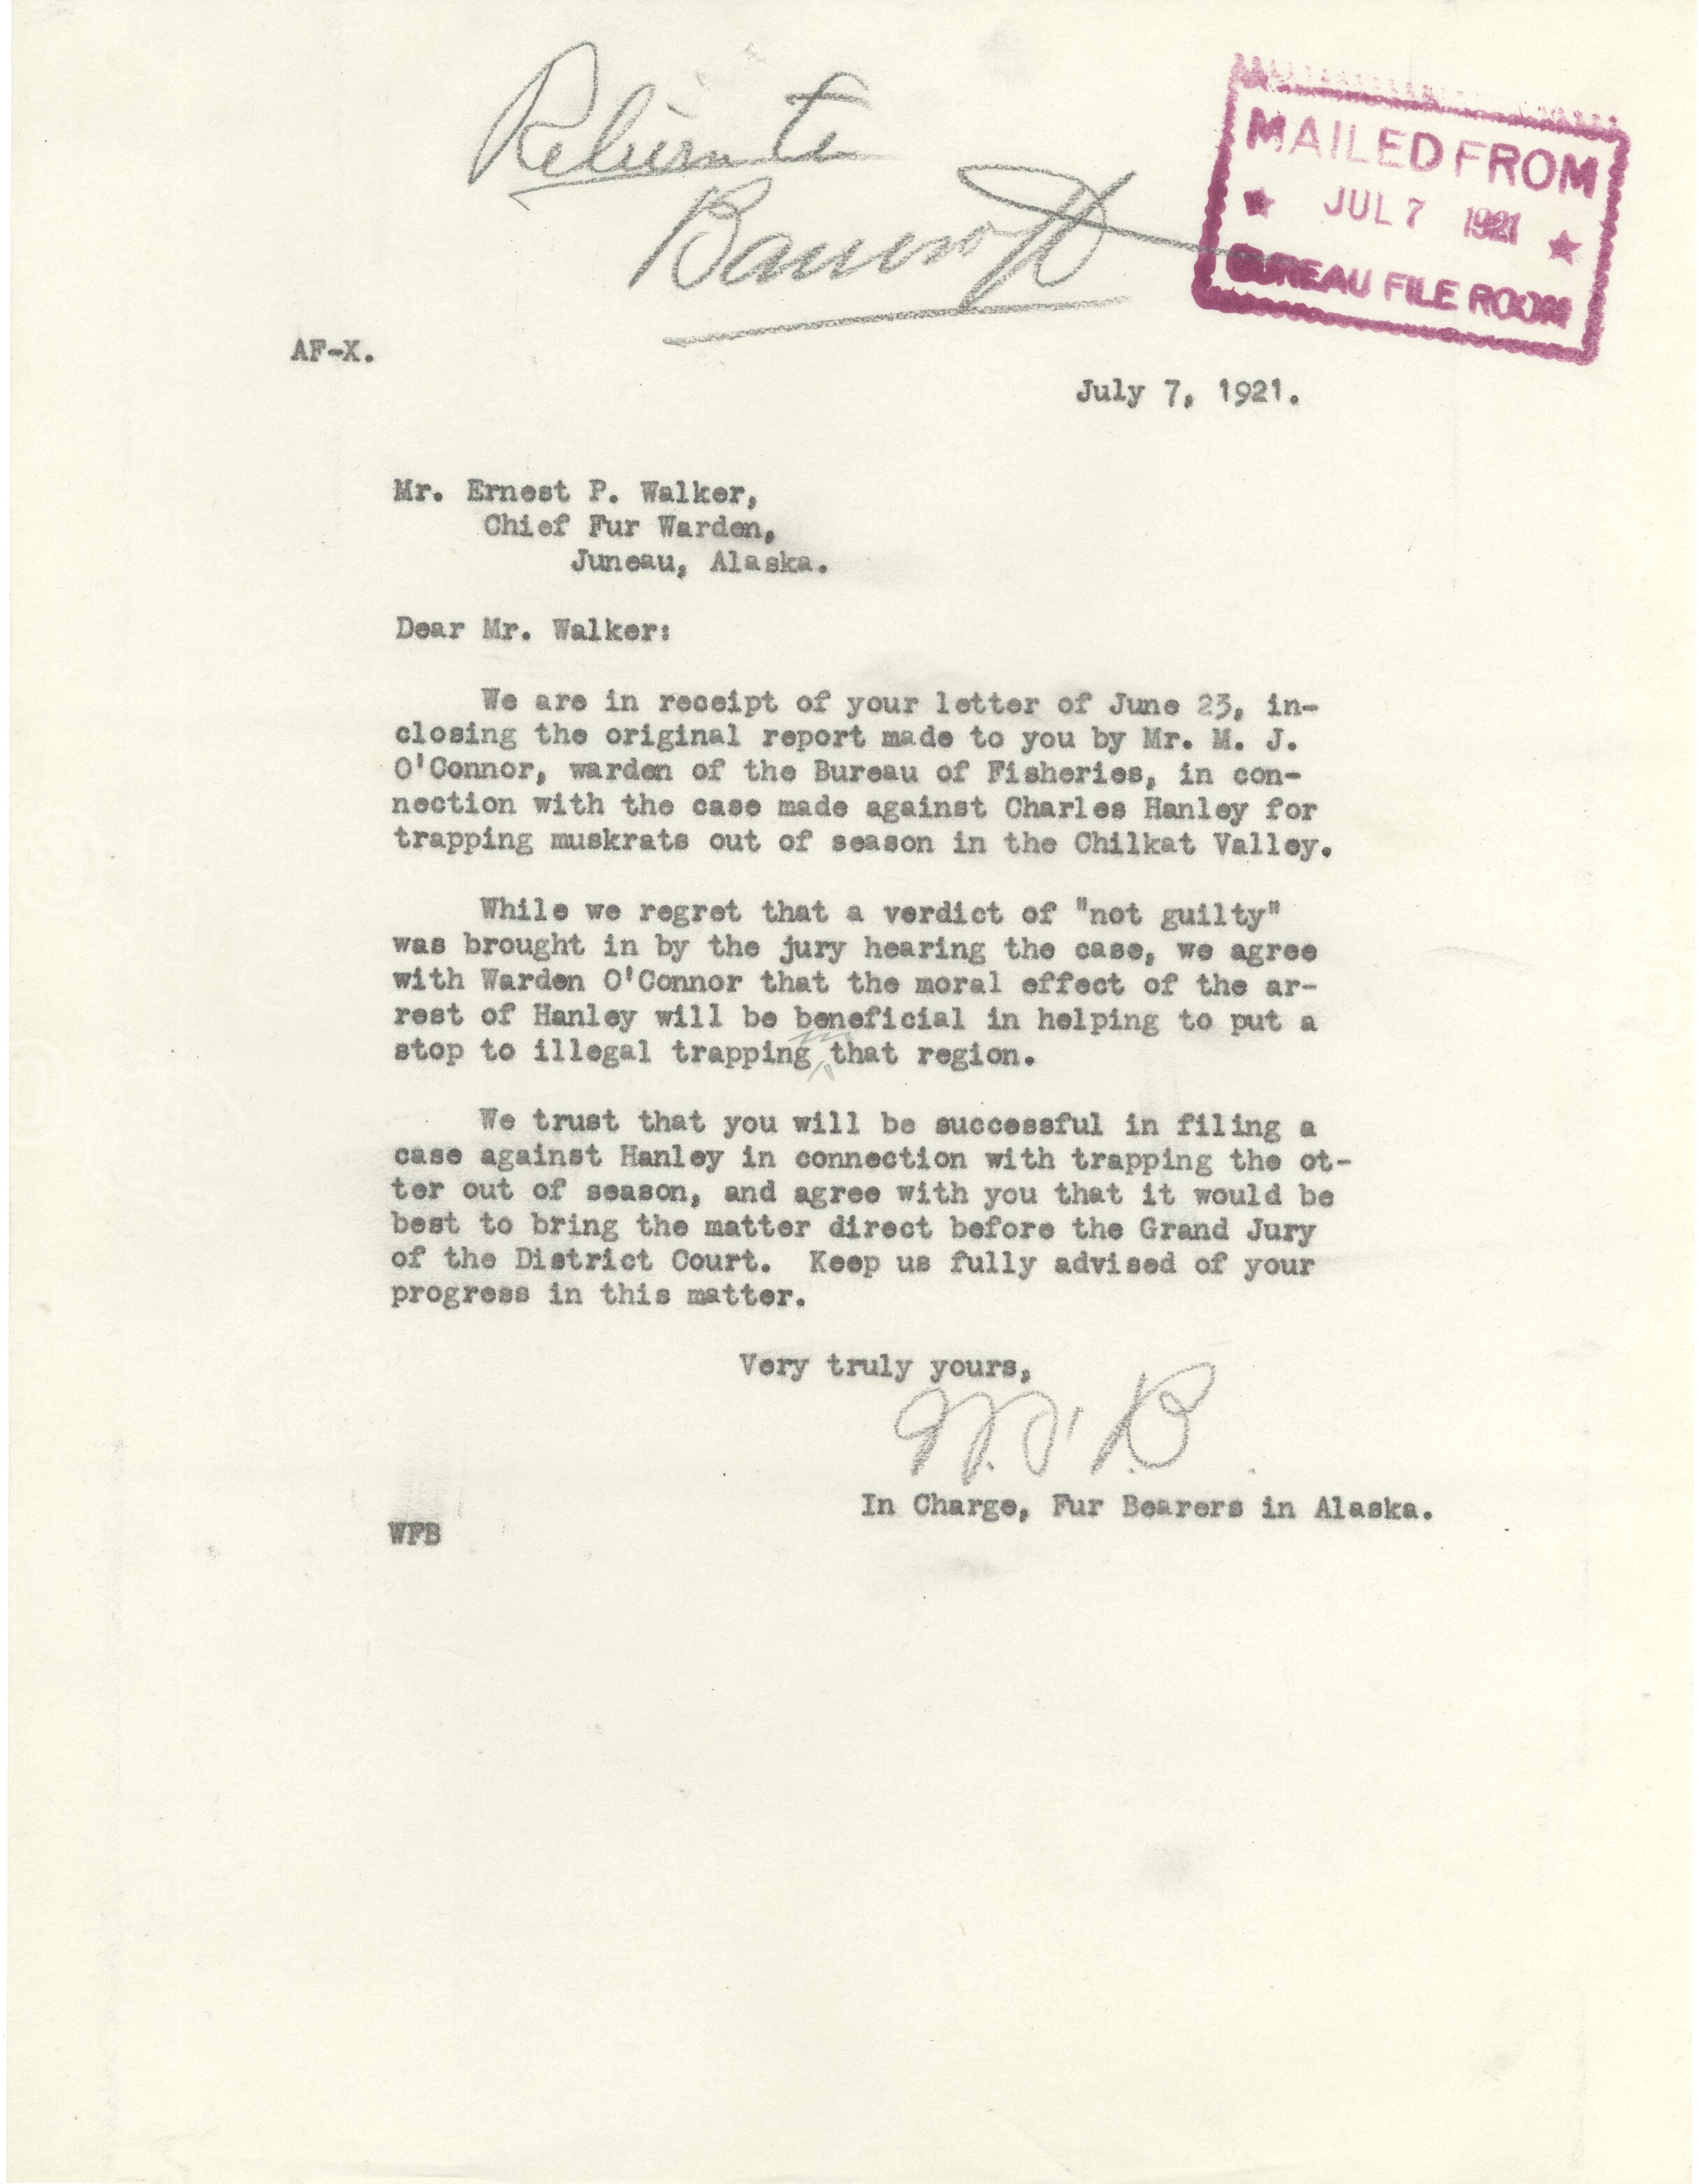 Return to
Bancroft
MAILED FROM
JUL 7 1921
BUREAU FILE ROOM
AF-X.
July 7, 1921.
Mr. Ernest P. Walker,
Chief Fur Warden,
Juneau, Alaska.
Dear Mr. Walker:
We are in receipt of your letter of June 23, in-
closing the original report made to you by Mr. M. J.
O'Connor, warden of the Bureau of Fisheries, in con-
nection with the case made against Charles Hanley for
trapping muskrats out of season in the Chilkat Valley.
While we regret that a verdict of "not guilty"
was brought in by the jury hearing the case, we agree
with Warden O'Connor that the moral effect of the ar-
rest of Hanley will be beneficial in helping to put a
stop to illegal trapping that region.
We trust that you will be successful in filing a
case against Hanley in connection with trapping the ot-
ter out of season, and agree with you that it would be
best to bring the matter direct before the Grand Jury
of the District Court. Keep us fully advised of your
progress in this matter.
Very truly yours,
In Charge, Fur Bearers in Alaska.
WFB